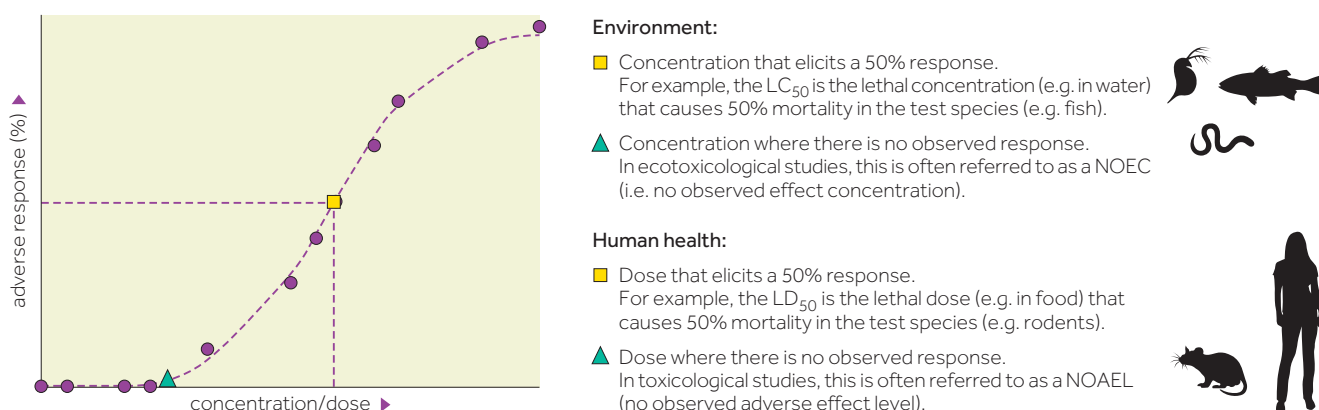 adverse response (%)
concentration/dose
Environment:
Concentration that elicits a 50% response.
For example, the LC50 is the lethal concentration (e.g. in water)
that causes 50% mortality in the test species (e.g. fish).
Concentration where there is no observed response.
In ecotoxicological studies, this is often referred to as a NOEC
(i.e. no observed effect concentration).
Human health:
Dose that elicits a 50% response.
For example, the LD50 is the lethal dose (e.g. in food) that
causes 50% mortality in the test species (e.g. rodents).
Dose where there is no observed response.
In toxicological studies, this is often referred to as a NOAEL
(no observed adverse effect level).